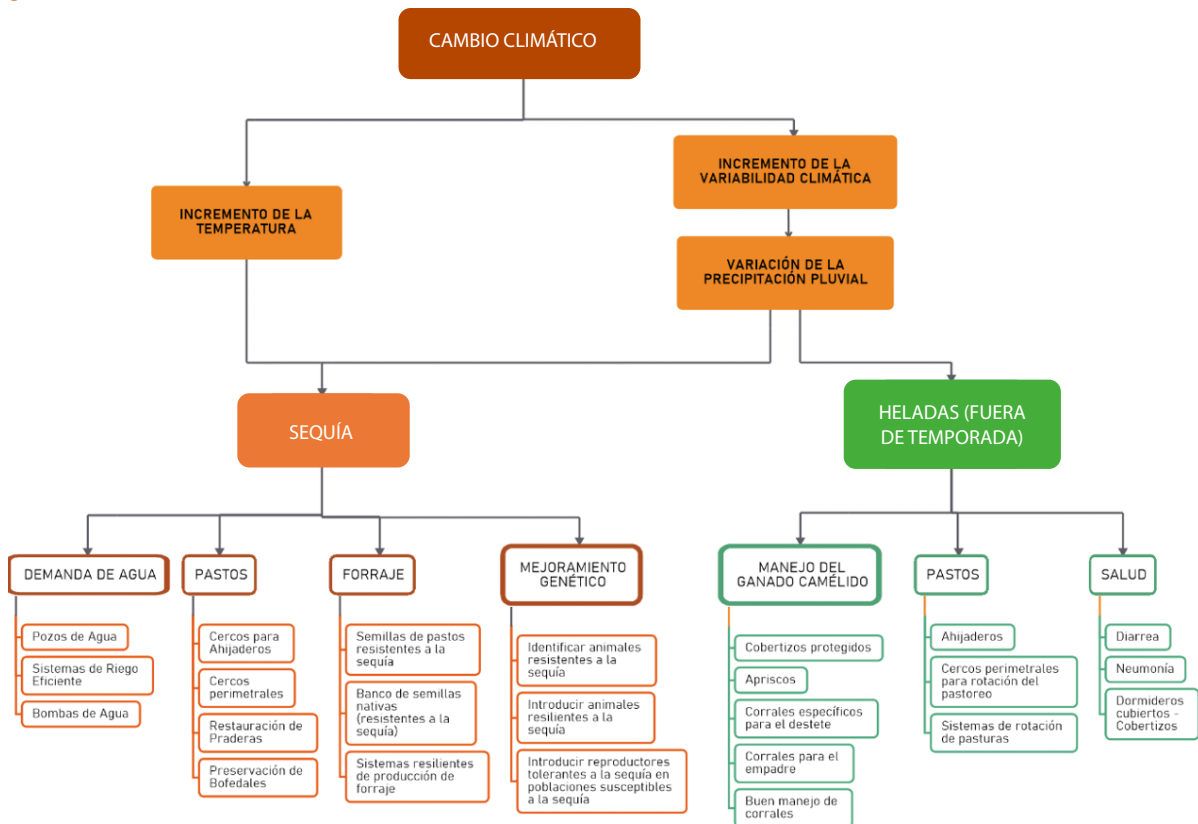 CAMBIO CLIMÁTICO
INCREMENTO DE LA
VARIABILIDAD CLIMÁTICA
INCREMENTO DE LA
TEMPERATURA
VARIACIÓN DE LA
PRECIPITACIÓN PLUVIAL
SEQUÍA
HELADAS (FUERA
DE TEMPORADA)
DEMANDA DE AGUA
Pozos de Agua
Sistemas de Riego
Eficiente
Bombas de Agua
PASTOS
Cercos para
Ahijaderos
Cercos
perimetrales
Restauración de
Praderas
Preservación de
Bofedales
FORRAJE
Semillas de pastos
resistentes a la
sequía
Banco de semillas
nativas
(resistentes a la
sequía)
Sistemas resilientes
de producción de
forraje
MEJORAMIENTO
GENÉTICO
Identificar animales
resistentes a la
sequía
Introducir animales
resilientes a la
sequía
Introducir reproductores
tolerantes a la sequía en
poblaciones susceptibles
a la sequía
MANEJO DEL
GANADO CAMÉLIDO
Cobertizos protegidos
Apriscos
Corrales específicos
para el destete
Corrales para el
empadre
Buen manejo de
corrales
PASTOS
Ahijaderos
Cercos perimetrales
para rotación del
pastoreo
Sistemas de rotación
de pasturas
SALUD
Diarrea
Neumonía
Dormideros
cubiertos -
Cobertizos